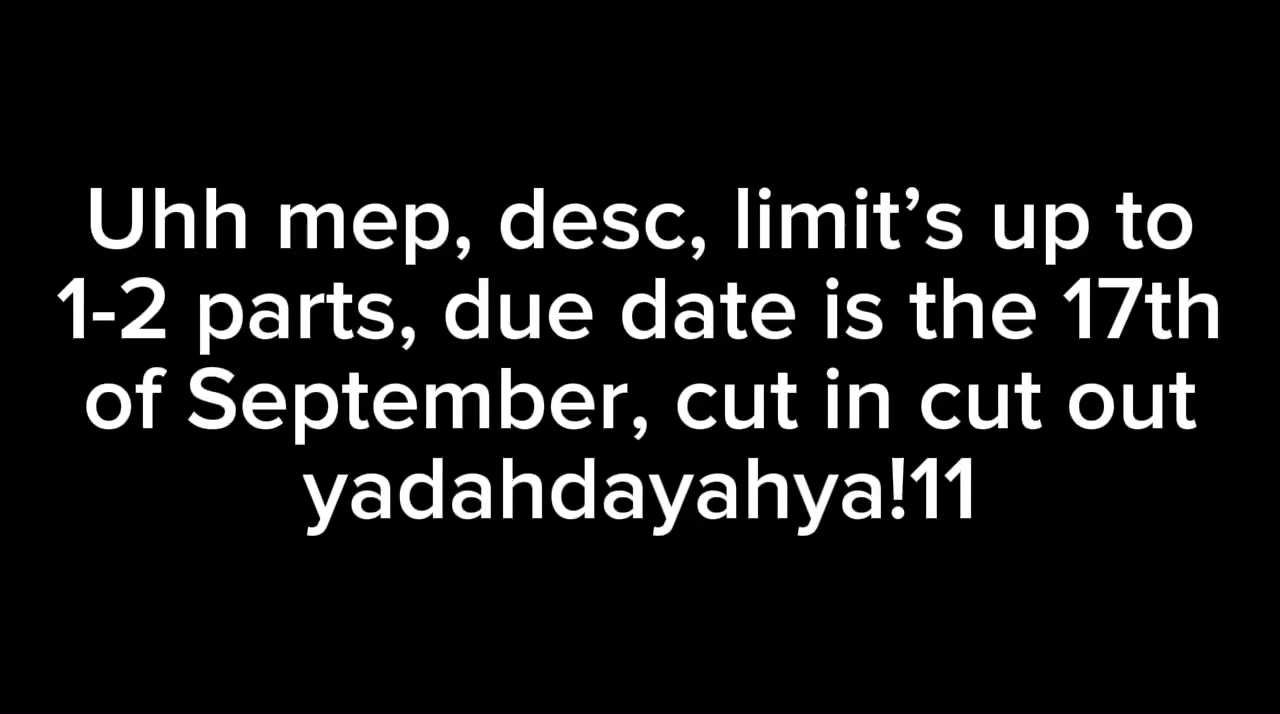 Uhh mep, desc, limit’s up to
1-2 parts, due date is the 17th
of September, cut in cut out
yadahdayahya!11